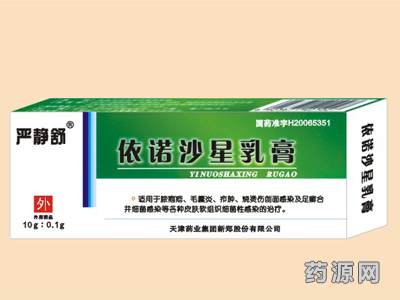 国药准字H20065351
严静舒®
依诺沙星乳膏
YINUOSHAXING RUGAO
适用于脓疱疮、毛囊炎、疖肿、烧烫伤创面感染及足癣合
并细菌感染等各种皮肤软组织细菌性感染的治疗。
外
外用药品
10g：0.1g
天津药业集团新郑股份有限公司
依诺沙星乳膏
药源网